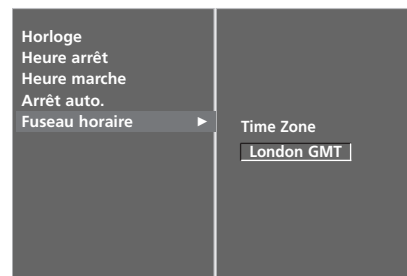 Horloge
Heure arrêt
Heure marche
Arrêt auto.
Fuseau horaire ►
Time Zone
London GMT